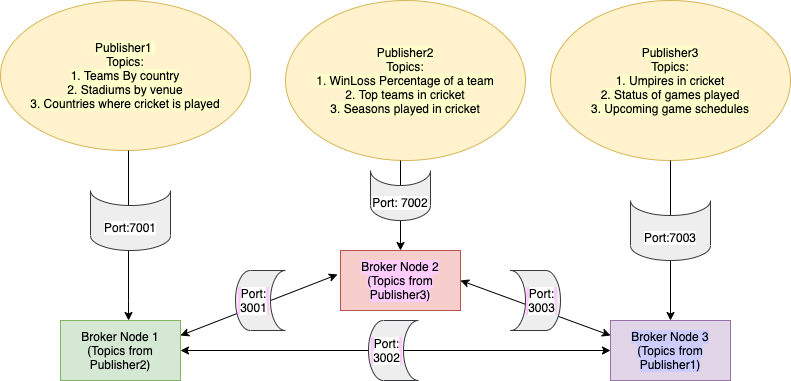 Publisher1
Topics:
1. Teams By country
2. Stadiums by venue
3. Countries where cricket is played
Publisher2
Topics:
1. WinLoss Percentage of a team
2. Top teams in cricket
3. Seasons played in cricket
Publisher3
Topics:
1. Umpires in cricket
2. Status of games played
3. Upcoming game schedules
Port:7001
Port: 7002
Port:7003
Broker Node 2
(Topics from
Publisher3)
Port:
3001
Port:
3003
Broker Node 1
(Topics from
Publisher2)
Port:
3002
Broker Node 3
(Topics from
Publisher1)